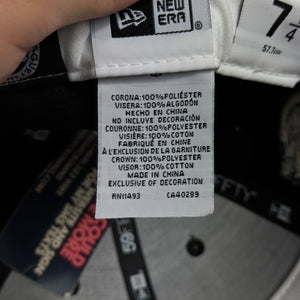 NEW
ERA
7 1/4
57.7cm
CORONA: 100% POLIÉSTER
VISERA: 100% ALGODÓN
HECHO EN CHINA
NO INCLUYE DECORACIÓN
COURONNE: 100% POLYESTER
VISIÈRE: 100% COTON
FABRIQUÉ EN CHINE
A L'EXCLUSION DE LA GARNITURE
CROWN: 100% POLYESTER
VISOR: 100% COTTON
MADE IN CHINA
EXCLUSIVE OF DECORATION
RN11493 CA40289